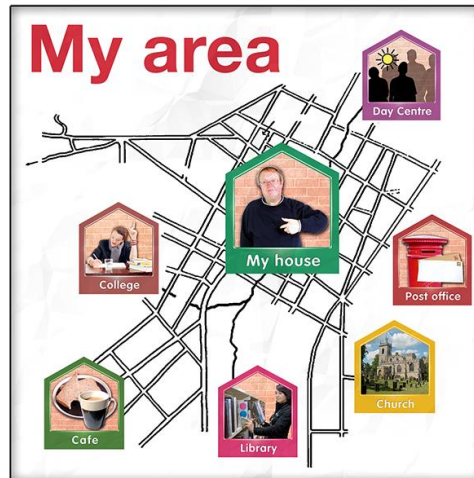 My area
Day Centre
My house
College
Post office
Church
Cafe
Library